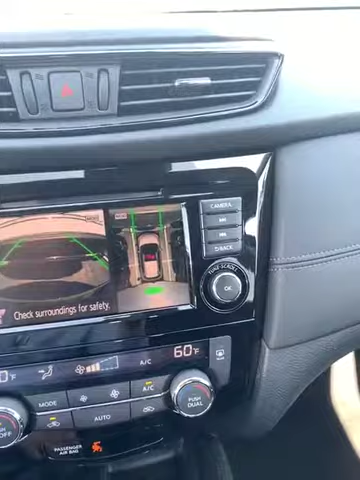 CAMERA
BACK
TUNE·SCROLL
OK
Check surroundings for safety.
A/C
60°F
MODE
A/C
AUTO
PUSH
DUAL
OFF
PASSENGER
AIR BAG